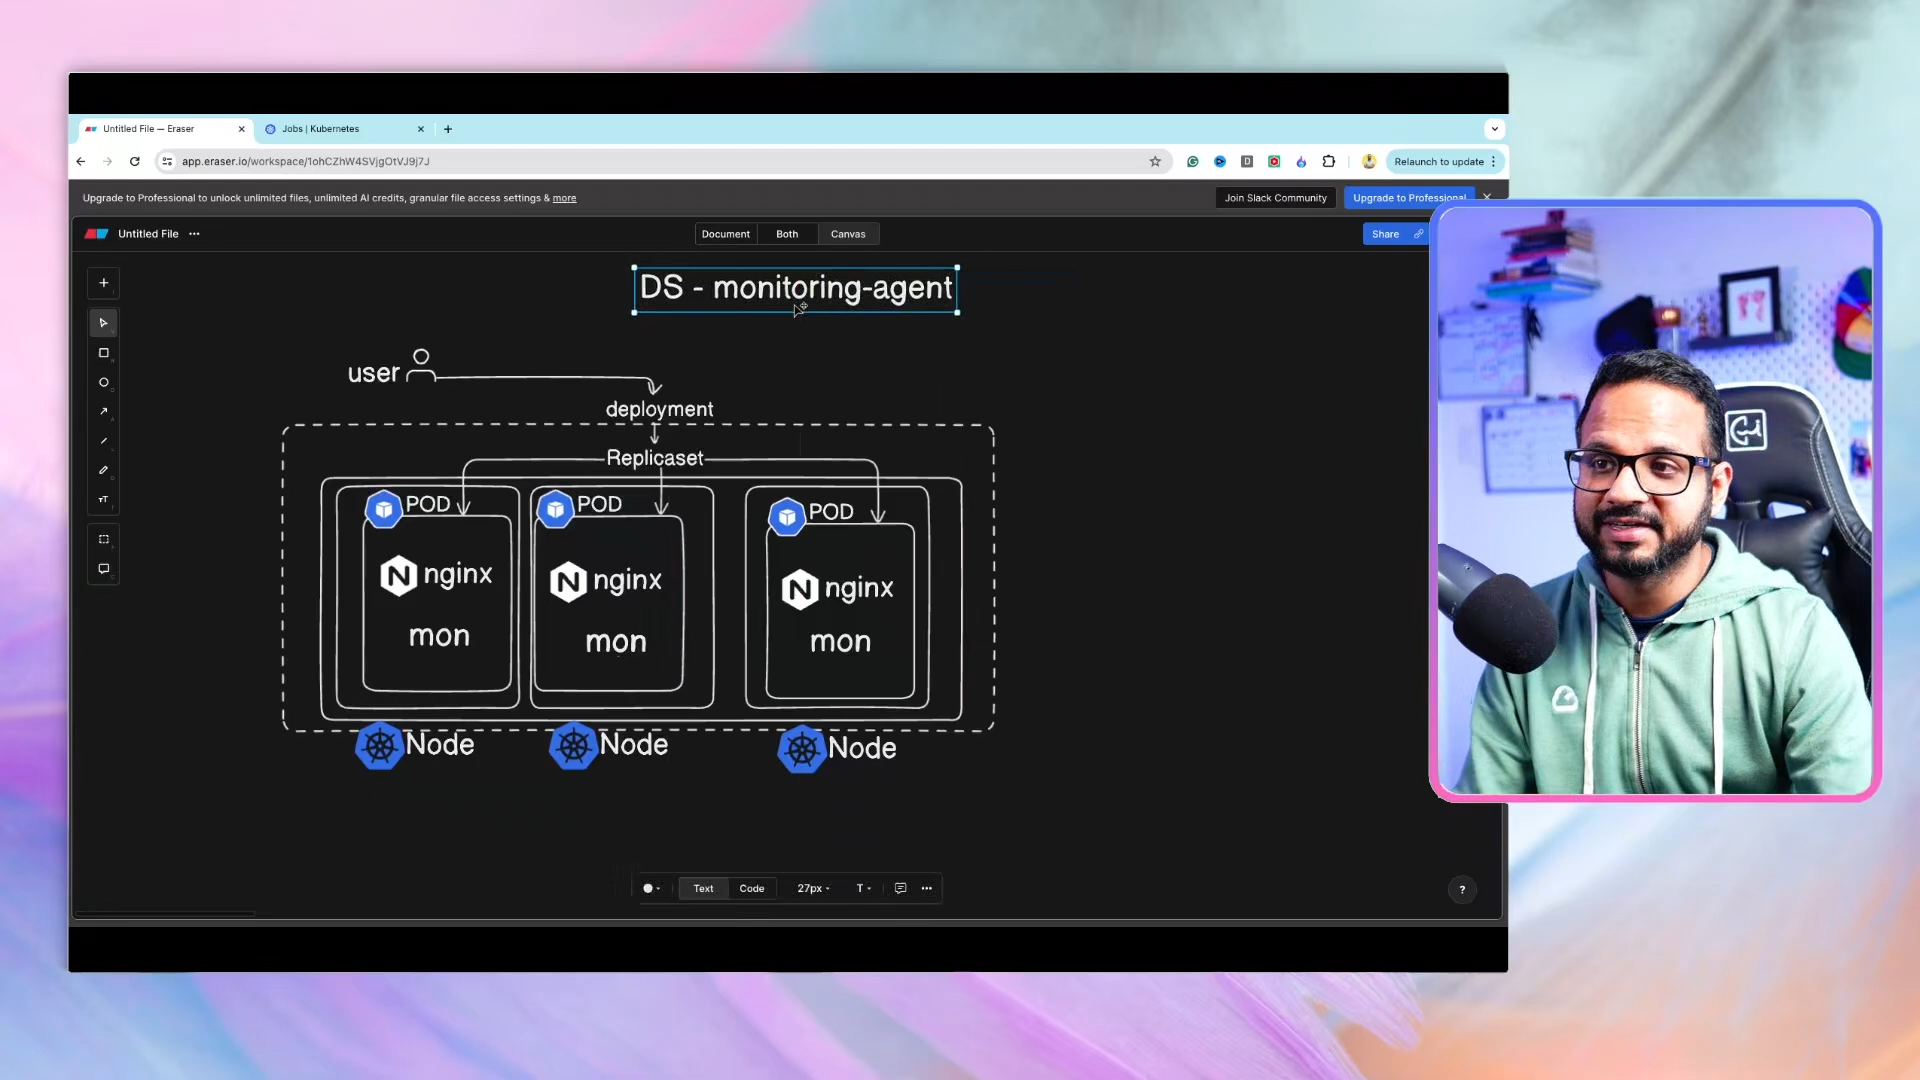 Untitled File — Eraser
Jobs | Kubernetes
app.eraser.io/workspace/1ohCZhW4SVjgOtVJ9j7J
Relaunch to update
Upgrade to Professional to unlock unlimited files, unlimited AI credits, granular file access settings & more
Join Slack Community
Upgrade to Professional
Untitled File
Document
Both
Canvas
Share
DS - monitoring-agent
user
deployment
Replicaset
POD
POD
POD
nginx
nginx
nginx
mon
mon
mon
Node
Node
Node
Text
Code
27px
T
?